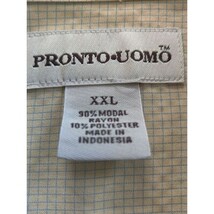 PRONTO·UOMO™
XXL
90% MODAL
RAYON
10% POLYESTER
MADE IN
INDONESIA